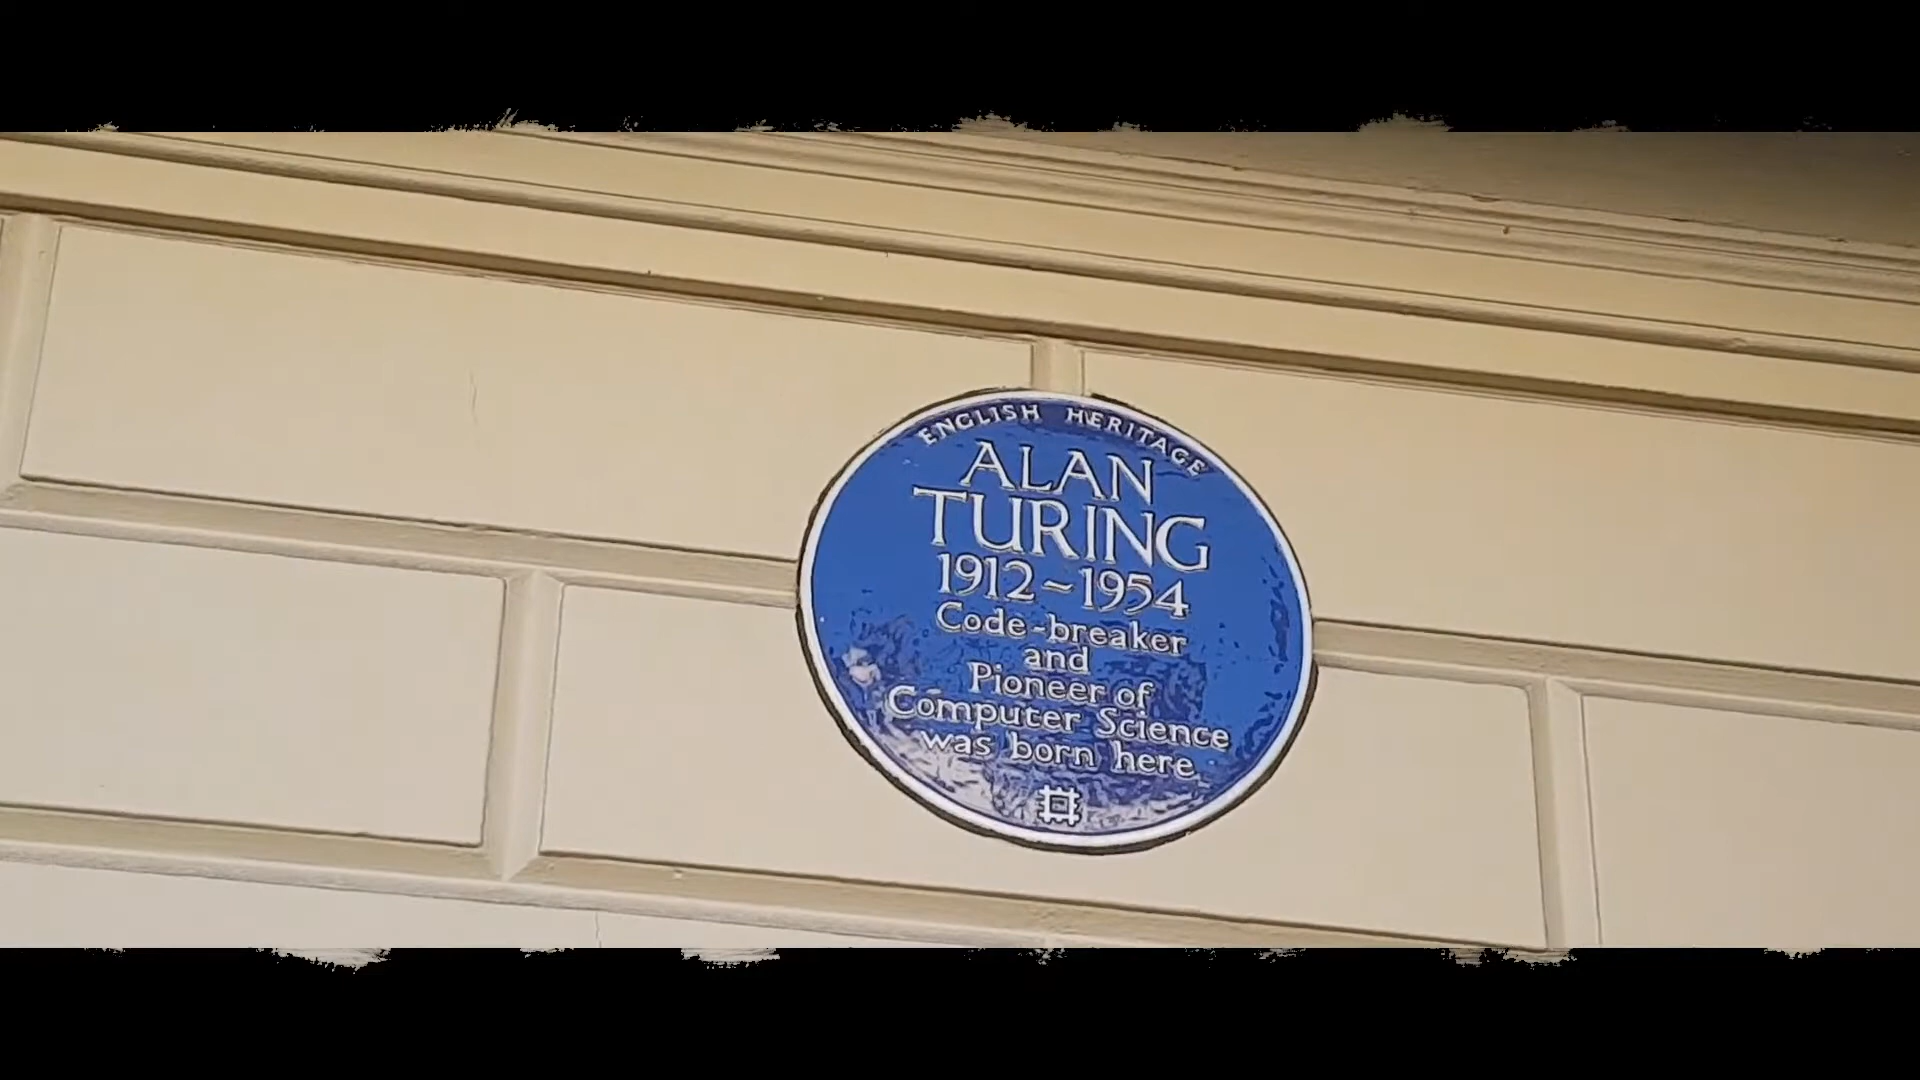 ENGLISH HERITAGE
ALAN
TURING
1912~1954
Code-breaker
and
Pioneer of
Computer Science
was born here